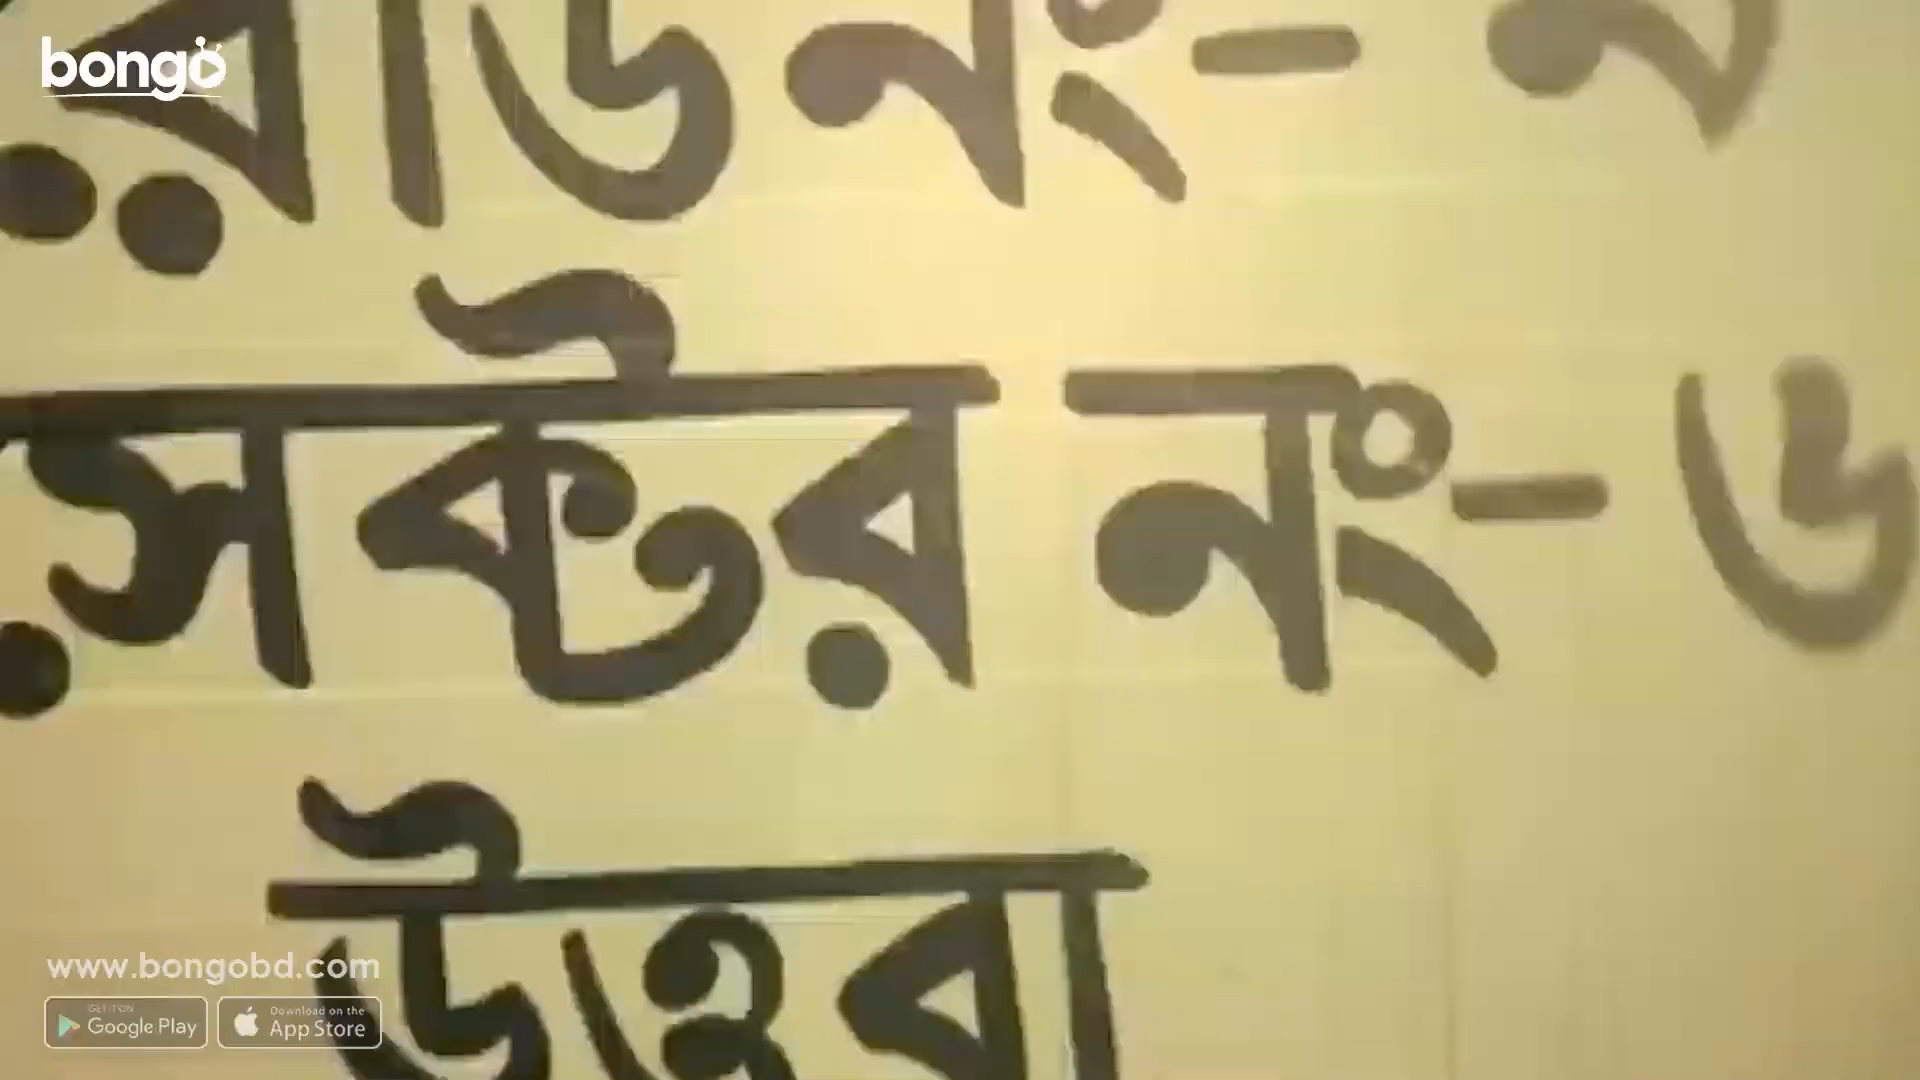 bongo
রোড নং-
সেক্টর নং- ৬
উত্তরা
www.bongobd.com
GET IT ON
Google Play
Download on the
App Store